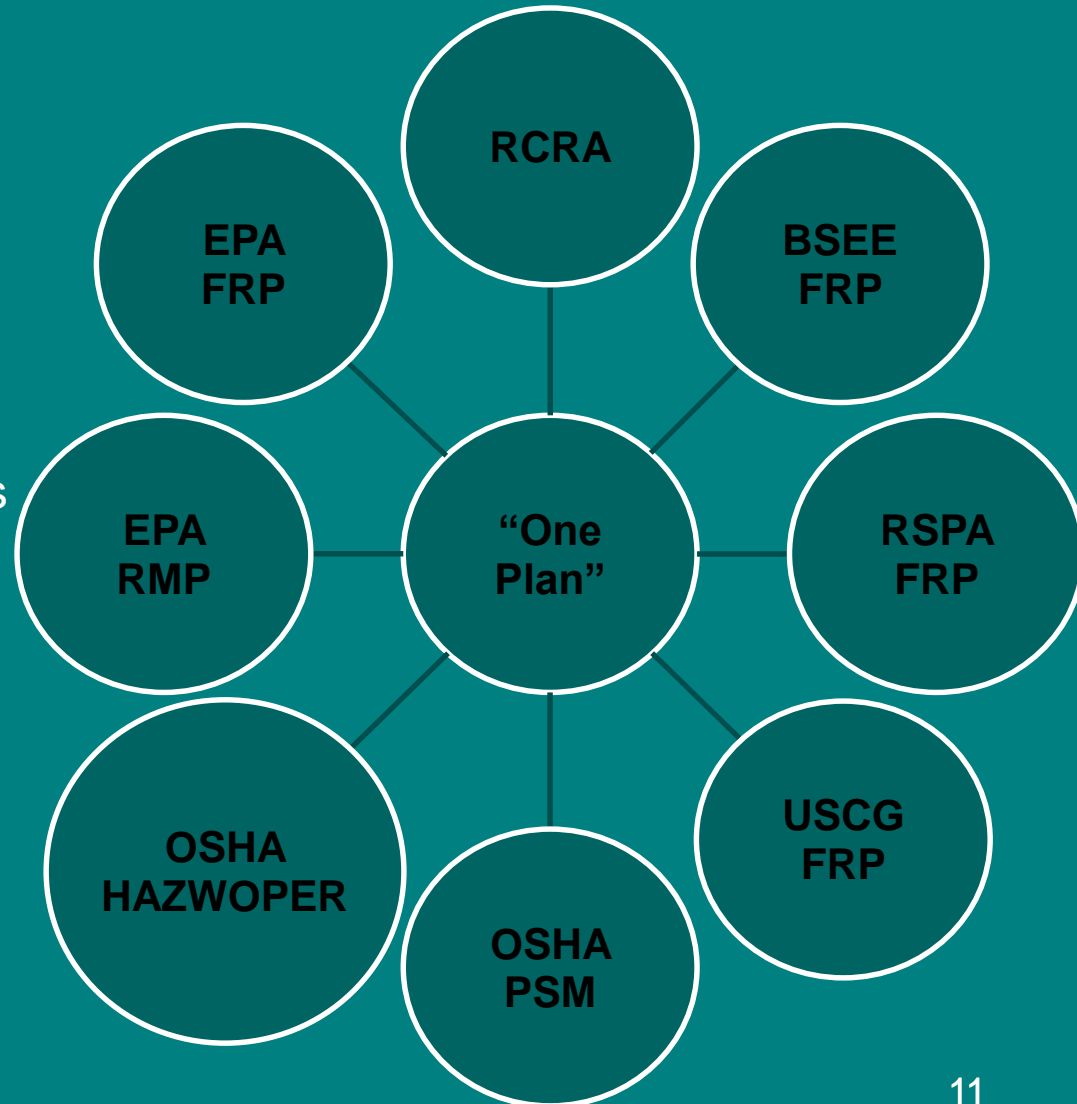 RCRA
EPA
FRP
BSEE
FRP
s
EPA
RMP
“One
Plan”
RSPA
FRP
OSHA
HAZWOPER
USCG
FRP
OSHA
PSM
11